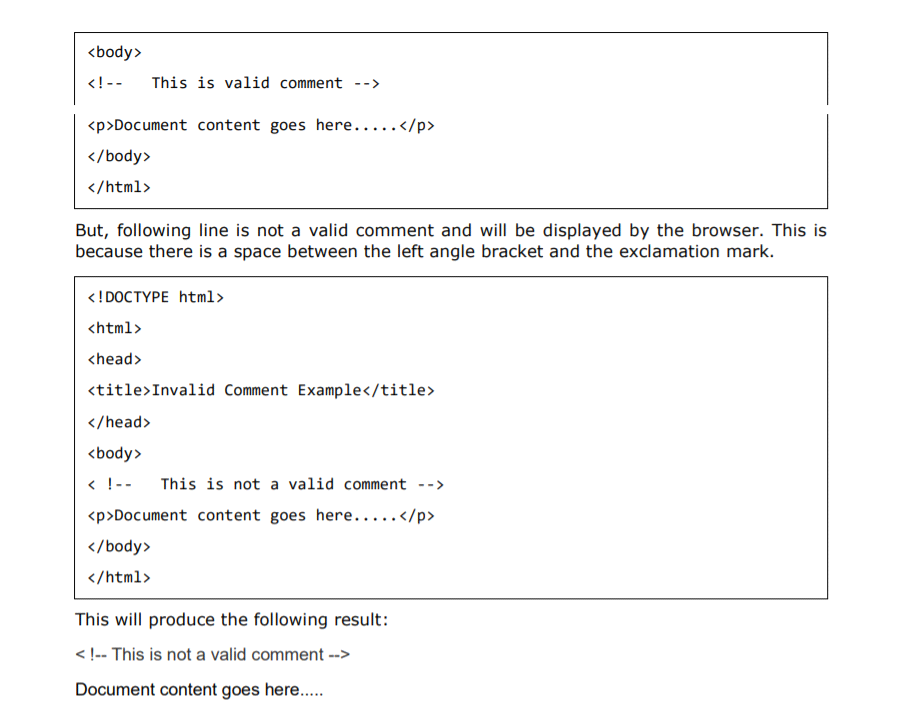 <body>
<!--   This is valid comment -->
<p>Document content goes here.....</p>
</body>
</html>
But, following line is not a valid comment and will be displayed by the browser. This is
because there is a space between the left angle bracket and the exclamation mark.
<!DOCTYPE html>
<html>
<head>
<title>Invalid Comment Example</title>
</head>
<body>
< !--   This is not a valid comment -->
<p>Document content goes here.....</p>
</body>
</html>
This will produce the following result:
< !-- This is not a valid comment -->
Document content goes here.....